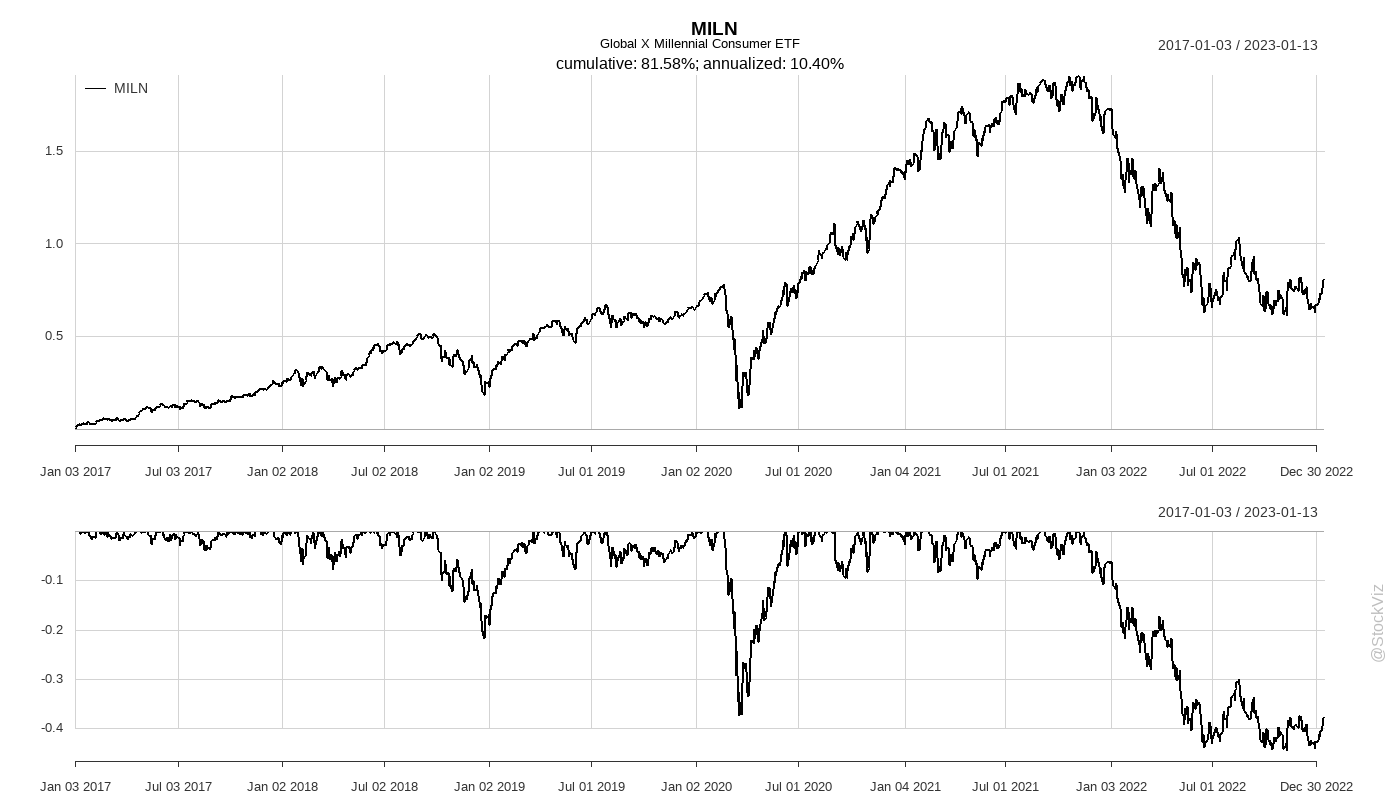 MILN
Global X Millennial Consumer ETF
2017-01-03 / 2023-01-13
cumulative: 81.58%; annualized: 10.40%
MILN
1.5
1.0
0.5
Jan 03 2017 Jul 03 2017 Jan 02 2018 Jul 02 2018 Jan 02 2019 Jul 01 2019 Jan 02 2020 Jul 01 2020 Jan 04 2021 Jul 01 2021 Jan 03 2022 Jul 01 2022 Dec 30 2022
2017-01-03 / 2023-01-13
-0.1
-0.2
-0.3
-0.4
Jan 03 2017 Jul 03 2017 Jan 02 2018 Jul 02 2018 Jan 02 2019 Jul 01 2019 Jan 02 2020 Jul 01 2020 Jan 04 2021 Jul 01 2021 Jan 03 2022 Jul 01 2022 Dec 30 2022
@StockViz